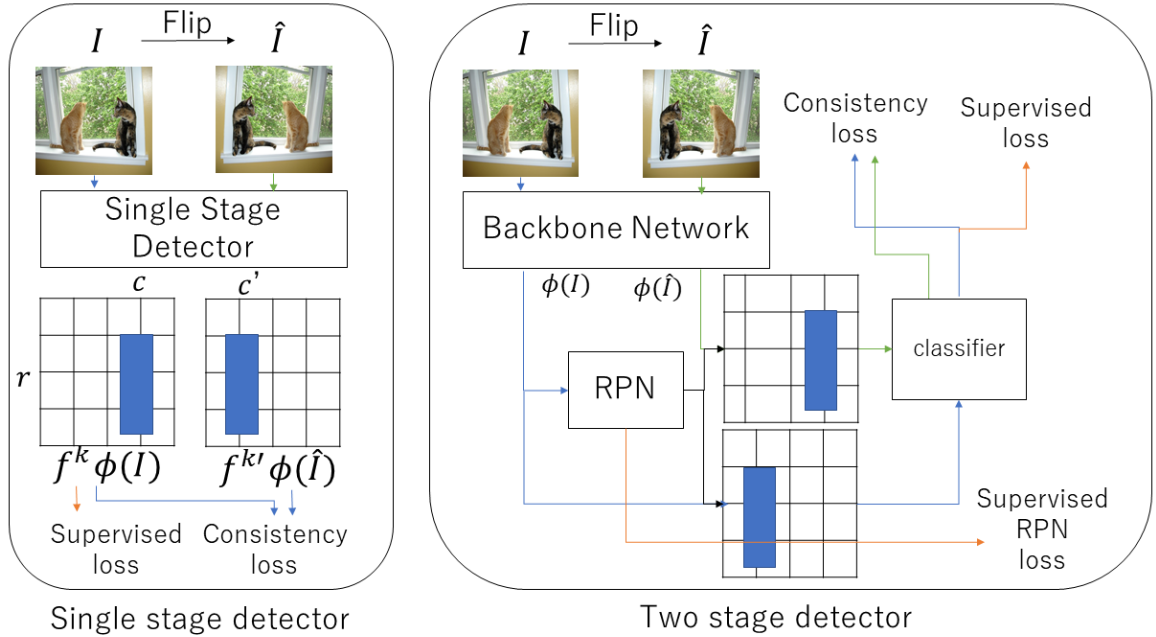 Flip
I
Î
Single Stage
Detector
c
c'
r
f^k ϕ(I)
f^k′ ϕ(Î)
Supervised
loss
Consistency
loss
Single stage detector
Flip
I
Î
Consistency
loss
Supervised
loss
Backbone Network
ϕ(I)
ϕ(Î)
RPN
classifier
Supervised
RPN
loss
Two stage detector